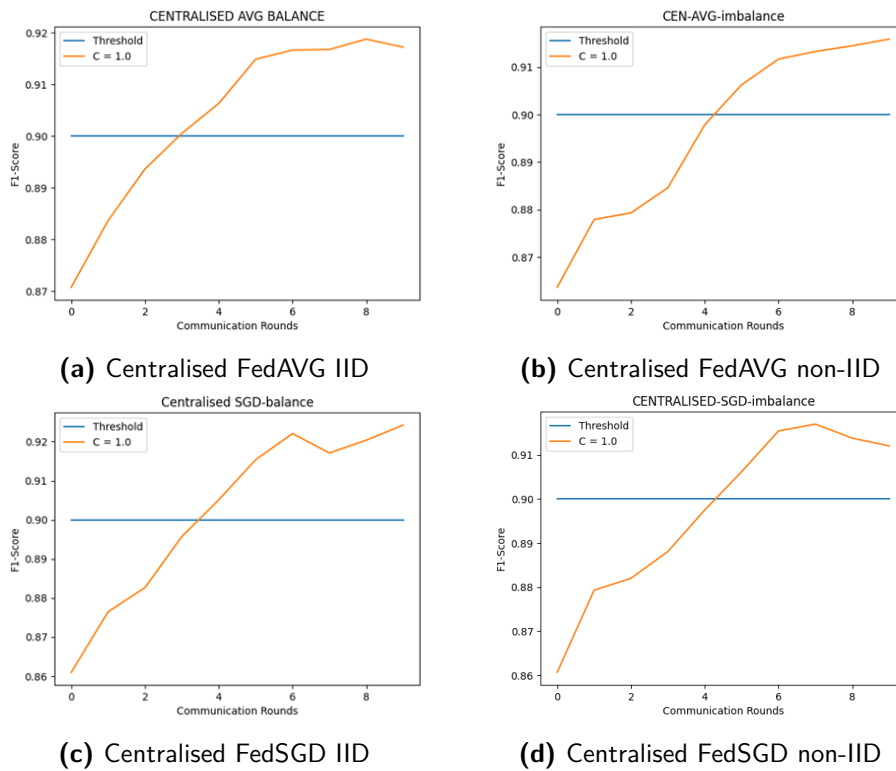 CENTRALISED AVG BALANCE
Threshold
C = 1.0
0.92
0.91
0.90
0.89
0.88
0.87
F1-Score
0 2 4 6 8
Communication Rounds
(a) Centralised FedAVG IID
CEN-AVG-imbalance
Threshold
C = 1.0
0.91
0.90
0.89
0.88
0.87
F1-Score
0 2 4 6 8
Communication Rounds
(b) Centralised FedAVG non-IID
Centralised SGD-balance
Threshold
C = 1.0
0.92
0.91
0.90
0.89
0.88
0.87
0.86
F1-Score
0 2 4 6 8
Communication Rounds
(c) Centralised FedSGD IID
CENTRALISED-SGD-imbalance
Threshold
C = 1.0
0.91
0.90
0.89
0.88
0.87
0.86
F1-Score
0 2 4 6 8
Communication Rounds
(d) Centralised FedSGD non-IID